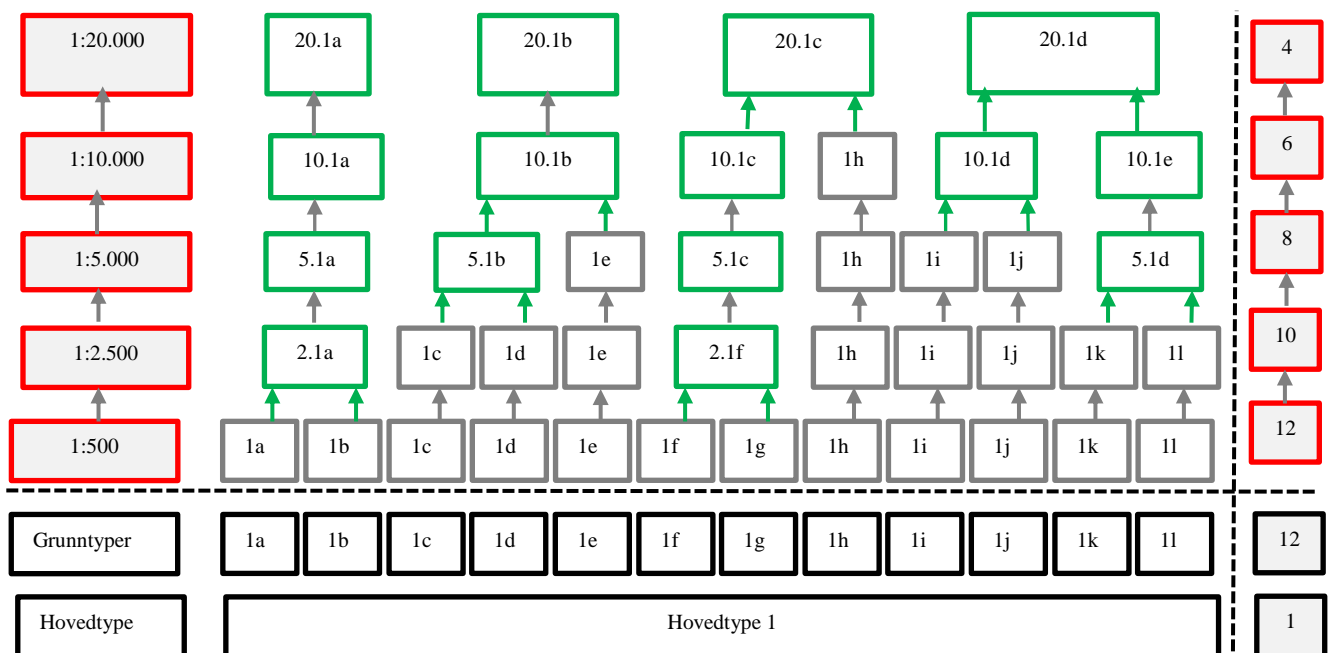 1:20.000 20.1a 20.1b 20.1c 20.1d 4
1:10.000 10.1a 10.1b 10.1c 1h 10.1d 10.1e 6
1:5.000 5.1a 5.1b 1e 5.1c 1h 1i 1j 5.1d 8
1:2.500 2.1a 1c 1d 1e 2.1f 1h 1i 1j 1k 1l 10
1:500 1a 1b 1c 1d 1e 1f 1g 1h 1i 1j 1k 1l 12
Grunntyper 1a 1b 1c 1d 1e 1f 1g 1h 1i 1j 1k 1l 12
Hovedtype Hovedtype 1 1